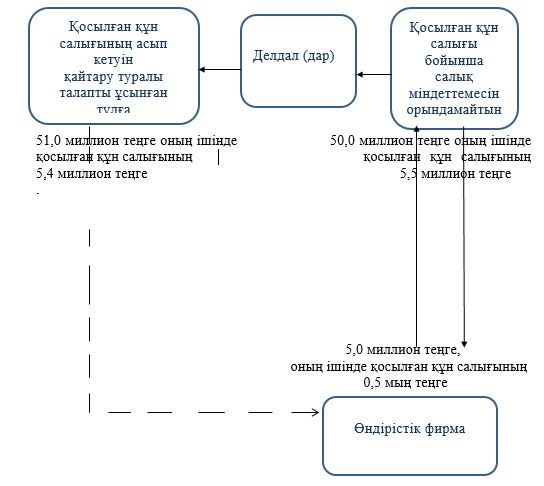 Қосылған құн
салығының асып
кетуін
қайтару туралы
талапты ұсынған
тұлға
Делдал (дар)
Қосылған құн
салығы
бойынша
салық
міндеттемесін
орындамайтын
51,0 миллион теңге оның ішінде
қосылған құн салығының
5,4 миллион теңге
.
50,0 миллион теңге оның ішінде
қосылған құн салығының
5,5 миллион теңге
5,0 миллион теңге,
оның ішінде қосылған құн салығының
0,5 мың теңге
Өндірістік фирма